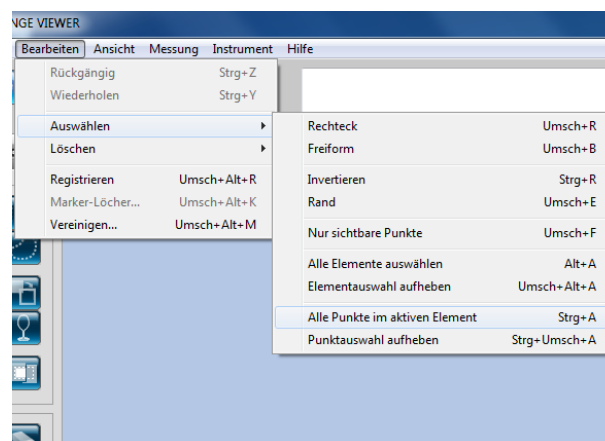 NGE VIEWER
Bearbeiten Ansicht Messung Instrument Hilfe
Rückgängig Strg+Z
Wiederholen Strg+Y
Auswählen
Löschen
Registrieren Umsch+Alt+R
Marker-Löcher... Umsch+Alt+K
Vereinigen... Umsch+Alt+M
Rechteck Umsch+R
Freiform Umsch+B
Invertieren Strg+R
Rand Umsch+E
Nur sichtbare Punkte Umsch+F
Alle Elemente auswählen Alt+A
Elementauswahl aufheben Umsch+Alt+A
Alle Punkte im aktiven Element Strg+A
Punktauswahl aufheben Strg+Umsch+A